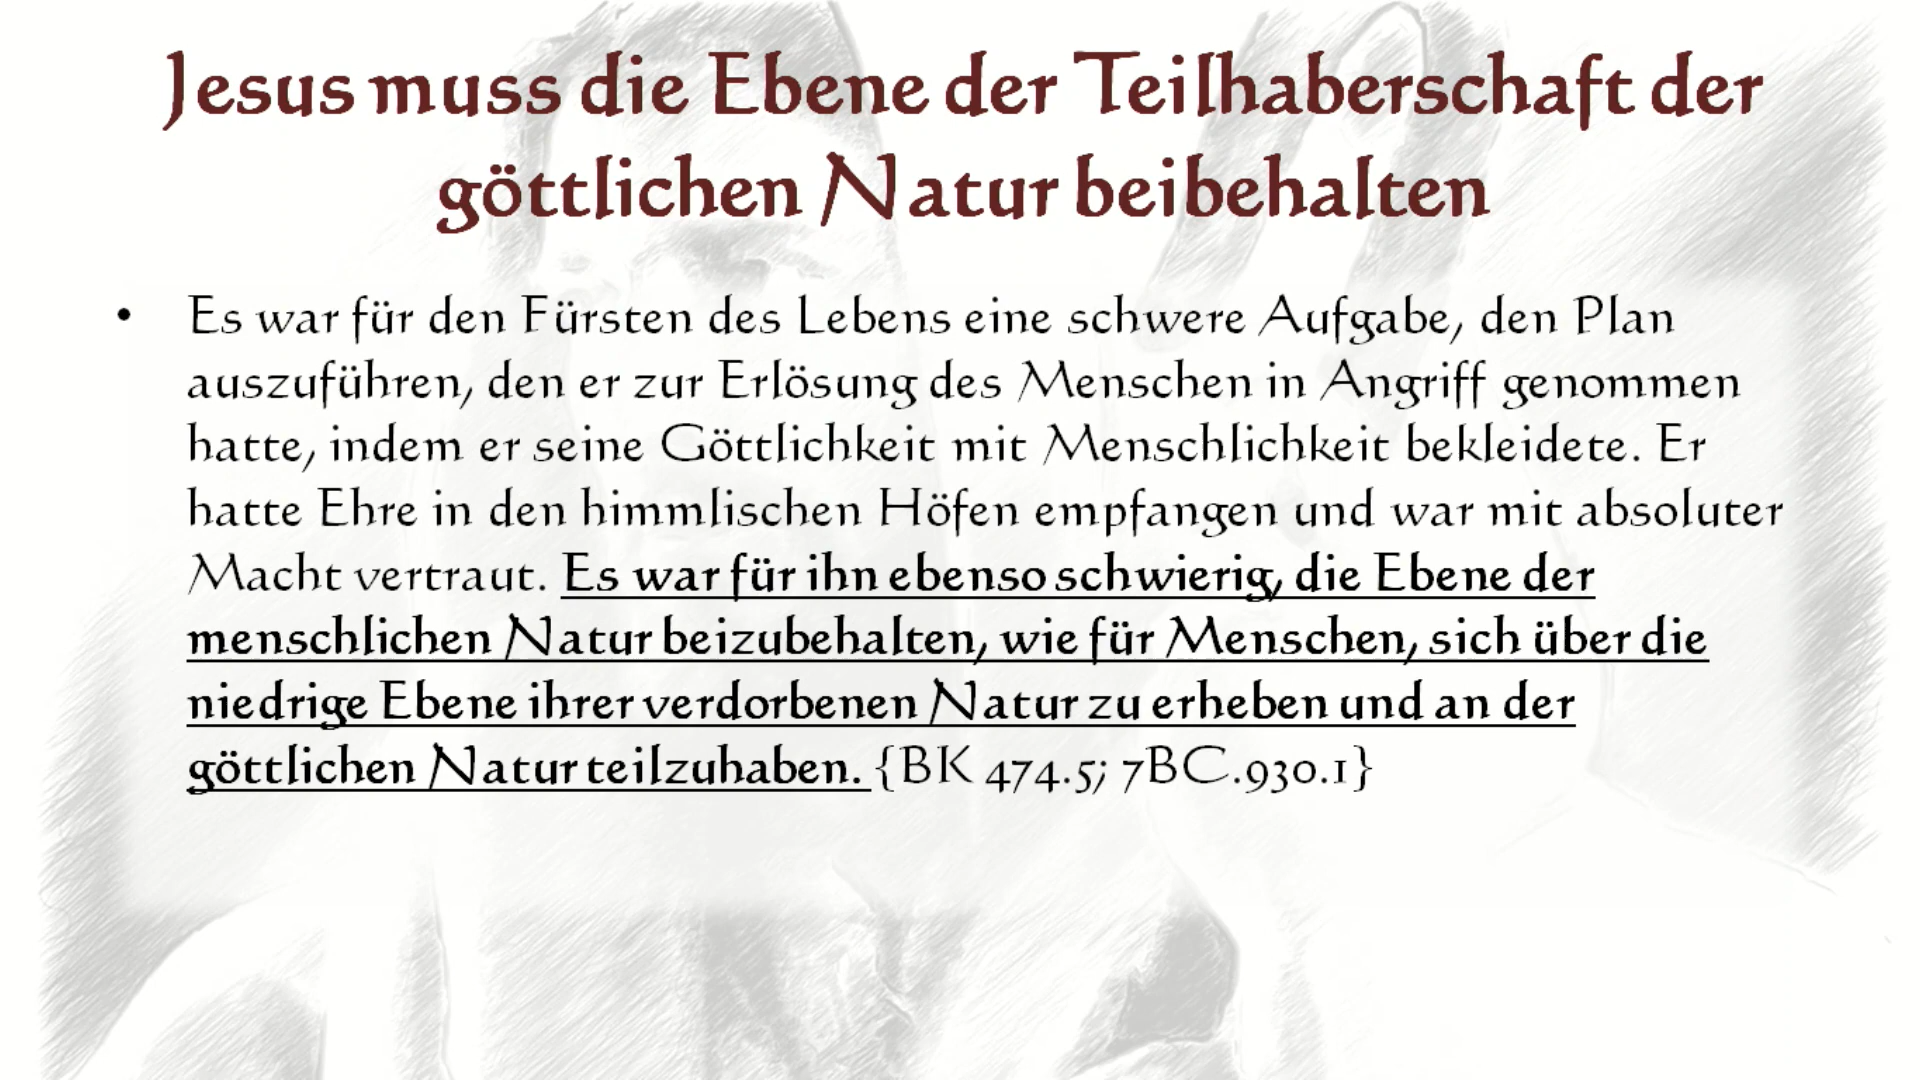 Jesus muss die Ebene der Teilhaberschaft der
göttlichen Natur beibehalten
• Es war für den Fürsten des Lebens eine schwere Aufgabe, den Plan
auszuführen, den er zur Erlösung des Menschen in Angriff genommen
hatte, indem er seine Göttlichkeit mit Menschlichkeit bekleidete. Er
hatte Ehre in den himmlischen Höfen empfangen und war mit absoluter
Macht vertraut. Es war für ihn ebenso schwierig, die Ebene der
menschlichen Natur beizubehalten, wie für Menschen, sich über die
niedrige Ebene ihrer verdorbenen Natur zu erheben und an der
göttlichen Natur teilzuhaben. {BK 474.5; 7BC.930.1}